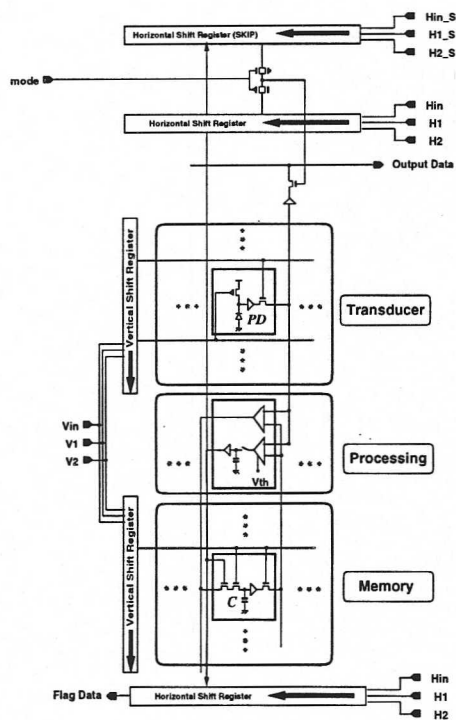 Hin_S
Horizontal Shift Register (SKIP)
H1_S
H2_S
mode
Hin
Horizontal Shift Register
H1
H2
Output Data
Vertical Shift Register
PD
Transducer
Vin
V1
V2
Processing
Vth
Vertical Shift Register
C
Memory
Hin
Flag Data
Horizontal Shift Register
H1
H2